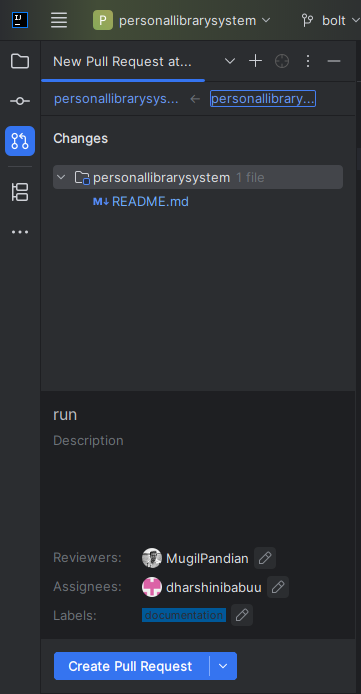 IJ
P personallibrarysystem
bolt
New Pull Request at...
personallibrarysys... ← personallibrary...
Changes
personallibrarysystem 1 file
M↓ README.md
run
Description
Reviewers: MugilPandian
Assignees: dharshinibabuu
Labels: documentation
Create Pull Request